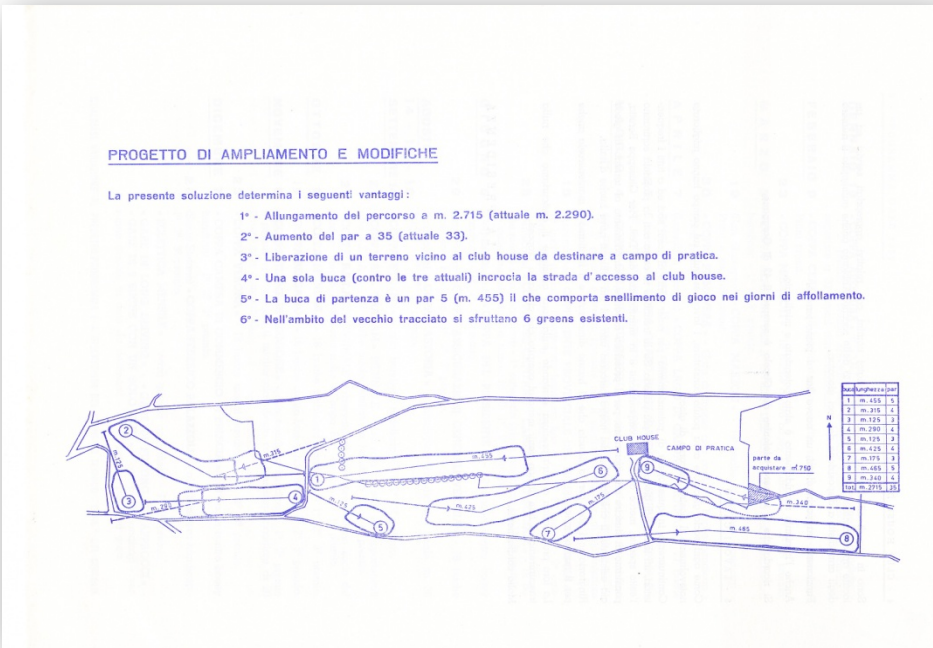 PROGETTO DI AMPLIAMENTO E MODIFICHE
La presente soluzione determina i seguenti vantaggi:
1° - Allungamento del percorso a m. 2.715 (attuale m. 2.290).
2° - Aumento del par a 35 (attuale 33).
3° - Liberazione di un terreno vicino al club house da destinare a campo di pratica.
4° - Una sola buca (contro le tre attuali) incrocia la strada d'accesso al club house.
5° - La buca di partenza è un par 5 (m. 455) il che comporta snellimento di gioco nei giorni di affollamento.
6° - Nell'ambito del vecchio tracciato si sfruttano 6 greens esistenti.
buca lunghezza par
1 m.455 5
2 m.315 4
3 m.125 3
4 m.290 4
5 m.125 3
6 m.425 4
7 m.175 3
8 m.465 5
9 m.340 4
tot. m.2715 35
N
CLUB HOUSE
CAMPO DI PRATICA
parte da
acquistare m².750
2
m.315
m.125
3
m.290
4
1
m.455
5
m.425
6
m.175
7
9
m.340
m.465
8